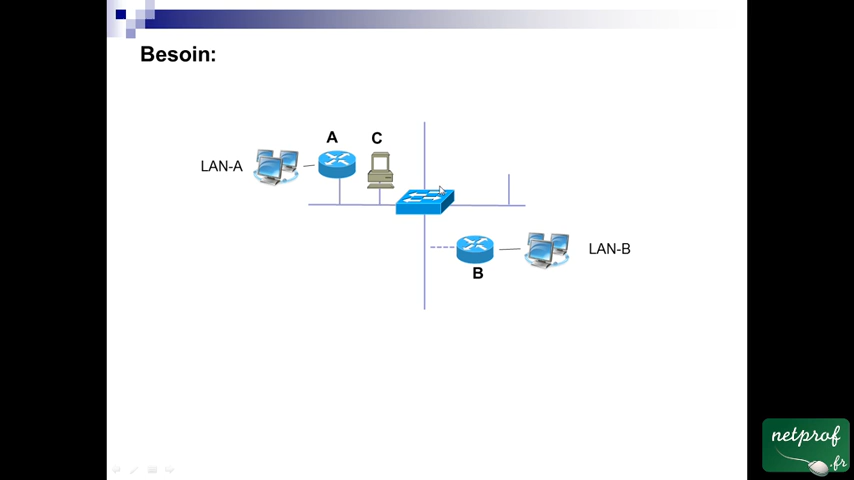 Besoin:
A
C
LAN-A
LAN-B
B
netprof
.fr